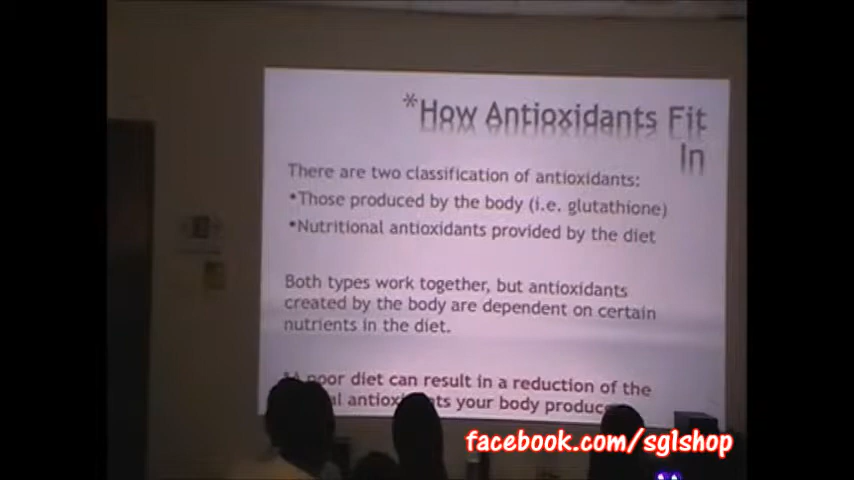 *How Antioxidants Fit
In
There are two classification of antioxidants:
•Those produced by the body (i.e. glutathione)
•Nutritional antioxidants provided by the diet
Both types work together, but antioxidants
created by the body are dependent on certain
nutrients in the diet.
poor diet can result in a reduction of the
your body
facebook.com/sg1shop